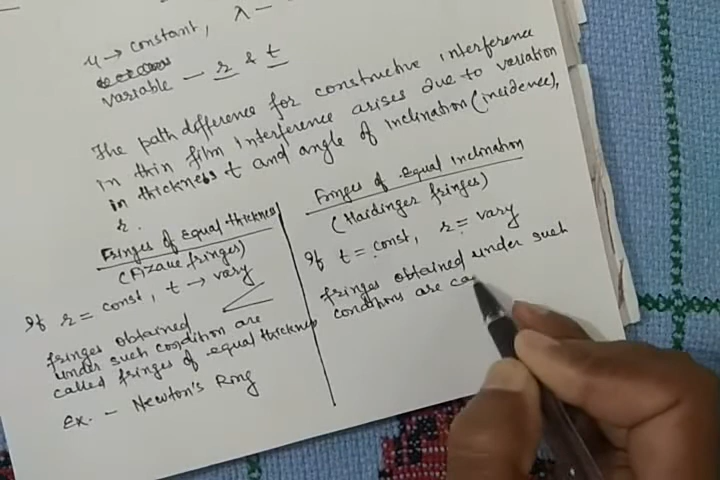 μ → constant, λ –
variable – r & t
The path difference for constructive interference
in thin film interference arises due to variation
in thickness t and angle of inclination (incidence),
r.
Fringes of Equal thickness
(Fizaue fringes)
If r = const, t → vary
fringes obtained
under such condition are
called fringes of equal thickness
Ex. – Newton's Ring
Fringes of equal inclination
(Haidinger fringes)
If t = const, r = vary
fringes obtained under such
conditions are ca